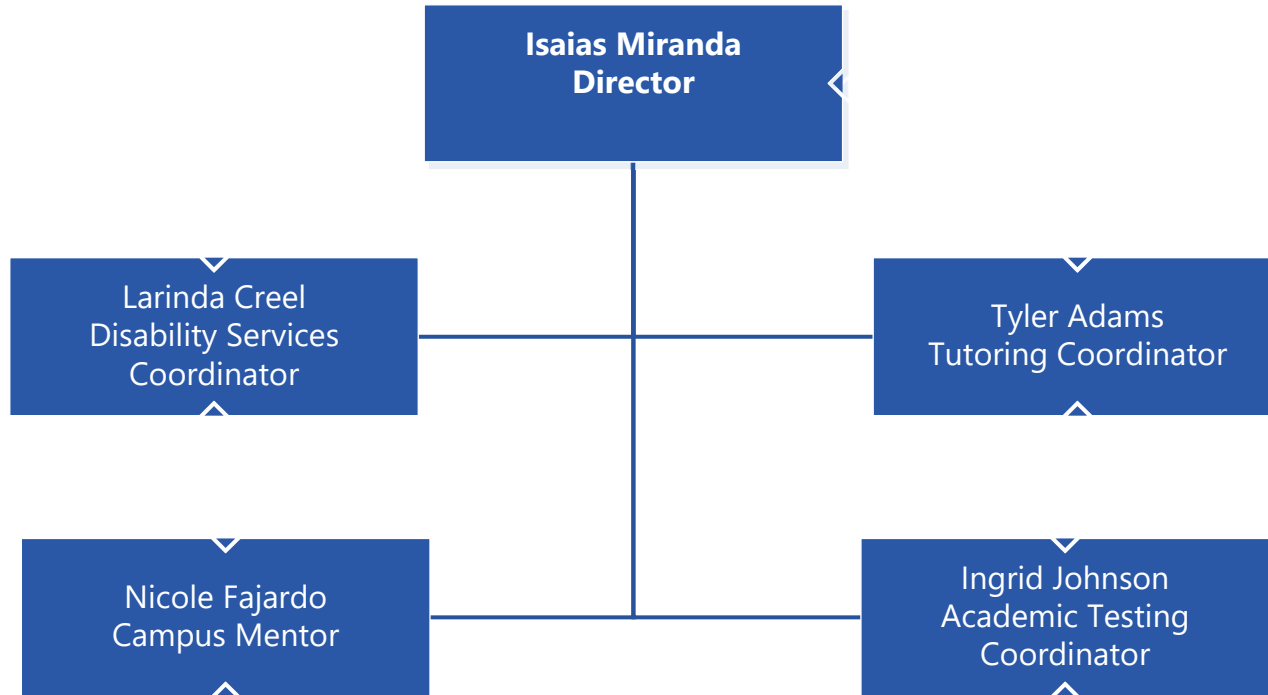 Isaias Miranda
Director
Larinda Creel
Disability Services
Coordinator
Tyler Adams
Tutoring Coordinator
Nicole Fajardo
Campus Mentor
Ingrid Johnson
Academic Testing
Coordinator